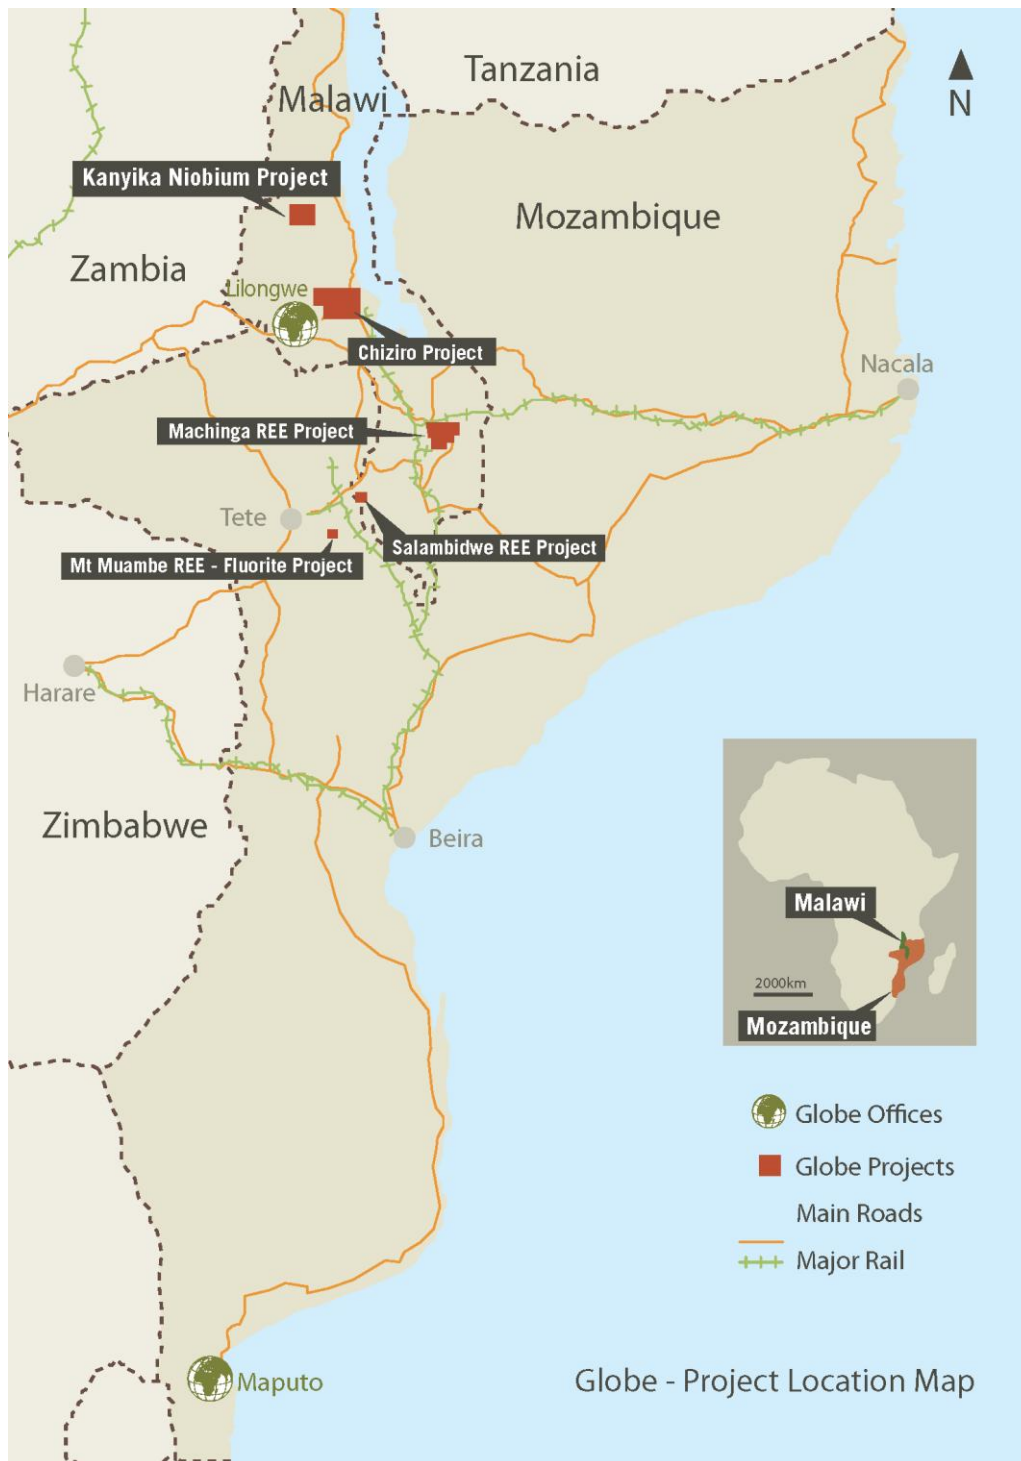 Tanzania
Malawi
N
Kanyika Niobium Project
Mozambique
Zambia
Lilongwe
Chiziro Project
Nacala
Machinga REE Project
Tete
Salambidwe REE Project
Mt Muambe REE - Fluorite Project
Harare
Zimbabwe
Beira
Malawi
2000km
Mozambique
Globe Offices
Globe Projects
Main Roads
Major Rail
Maputo
Globe - Project Location Map